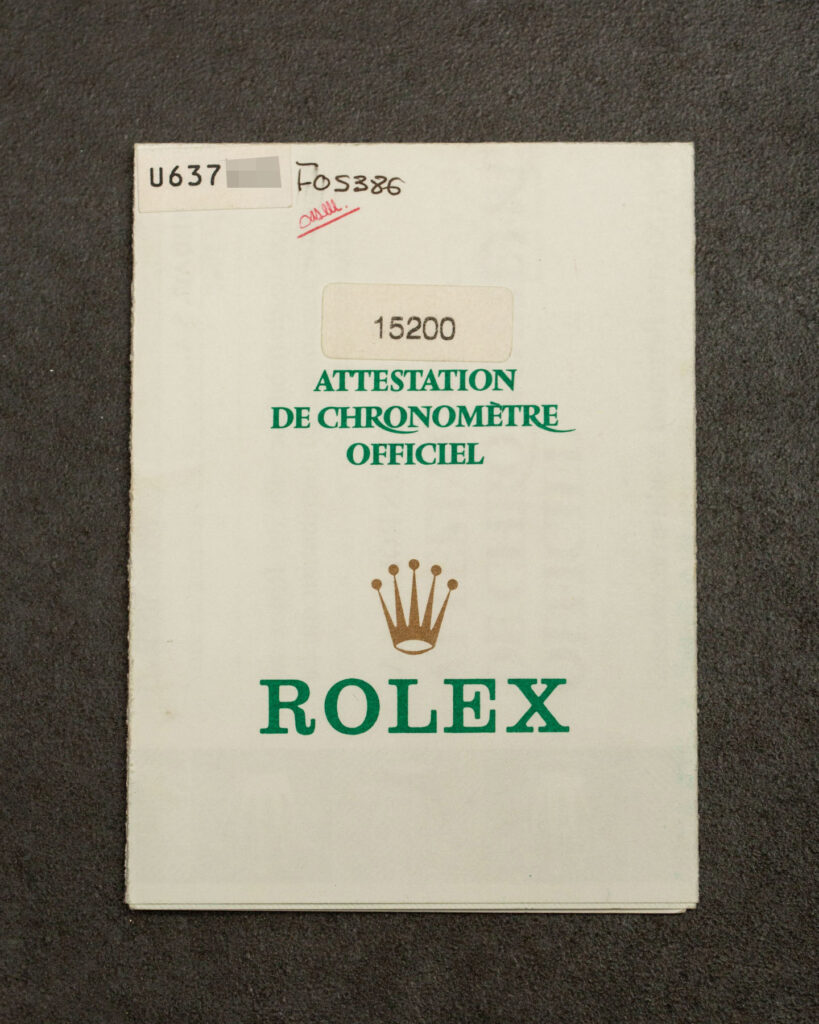 U637
F05386
15200
ATTESTATION
DE CHRONOMÈTRE
OFFICIEL
ROLEX